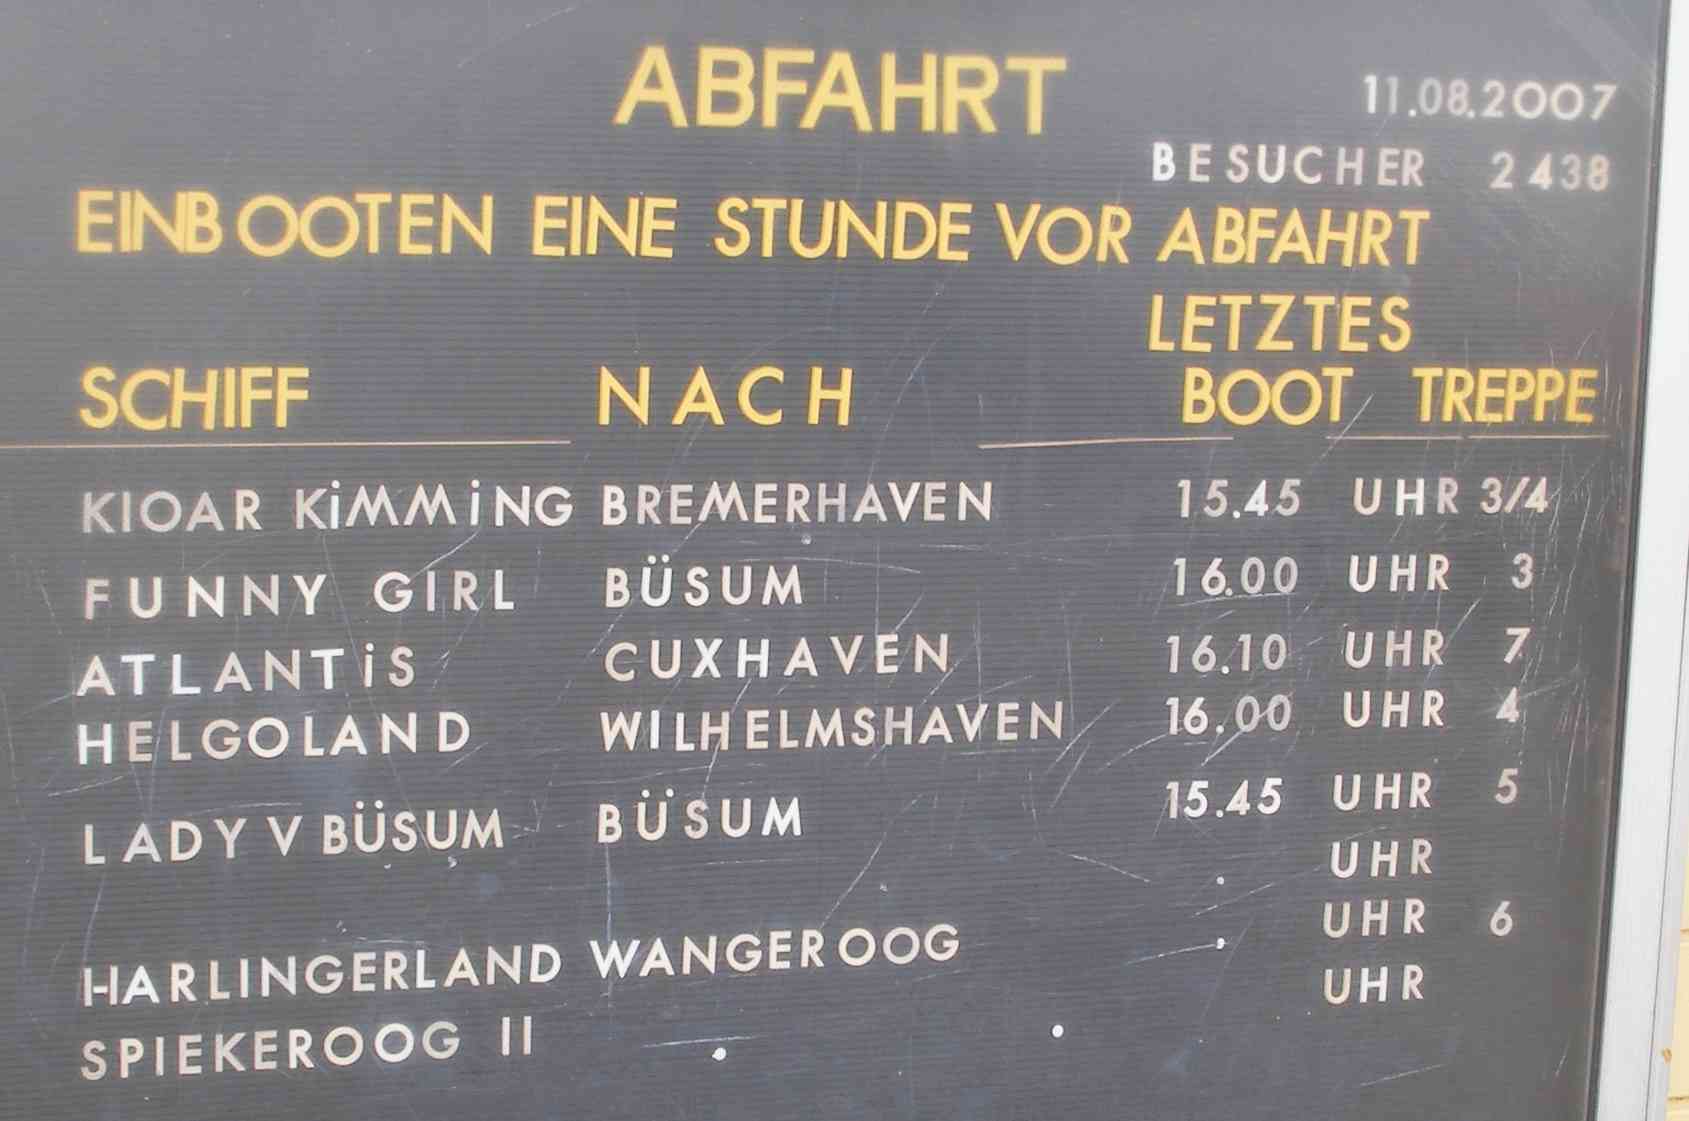 ABFAHRT
11.08.2007
BESUCHER 2438
EINBOOTEN EINE STUNDE VOR ABFAHRT
LETZTES
SCHIFF NACH BOOT TREPPE
KIOAR KiMMiNG BREMERHAVEN 15.45 UHR 3/4
FUNNY GIRL BÜSUM 16.00 UHR 3
ATLANTiS CUXHAVEN 16.10 UHR 7
HELGOLAND WILHELMSHAVEN 16.00 UHR 4
LADY V BÜSUM BÜSUM 15.45 UHR 5
. UHR
HARLINGERLAND WANGEROOG . UHR 6
SPIEKEROOG II UHR